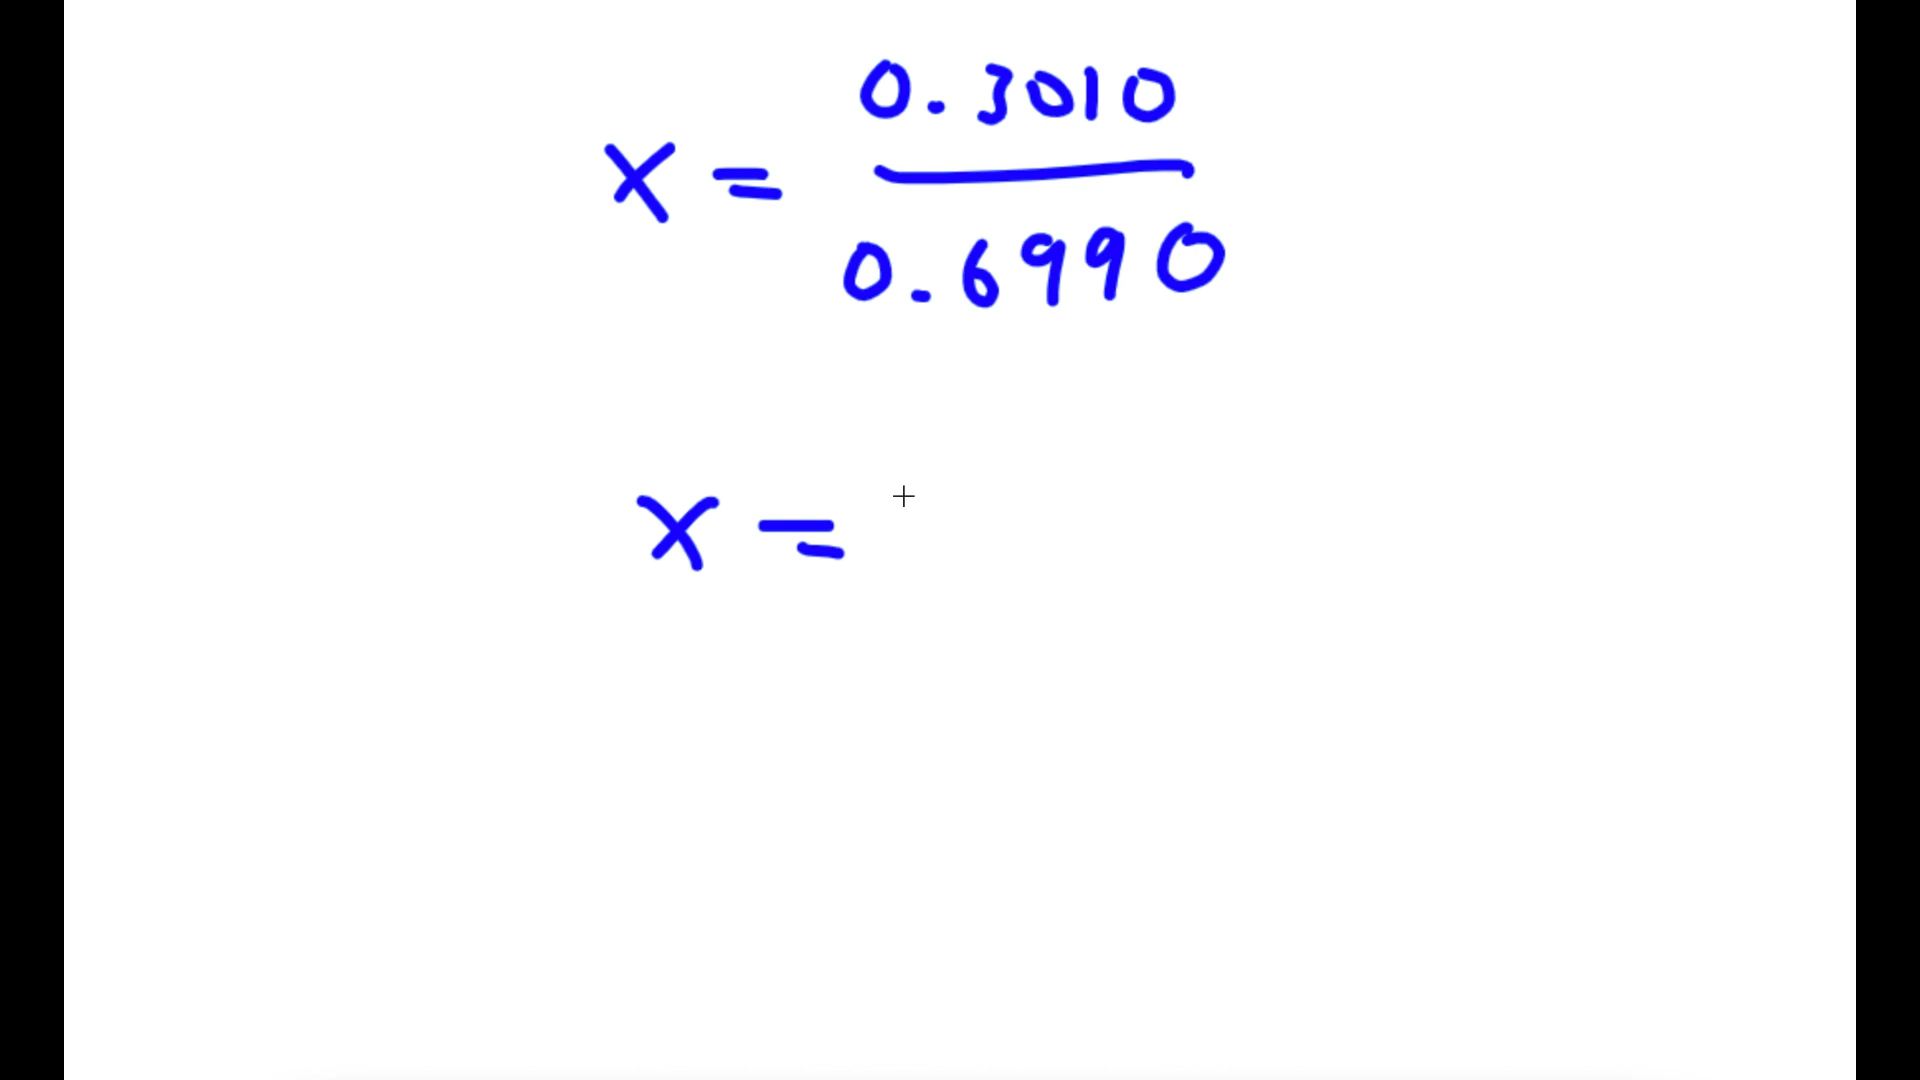 x = 0.3010 / 0.6990
x =